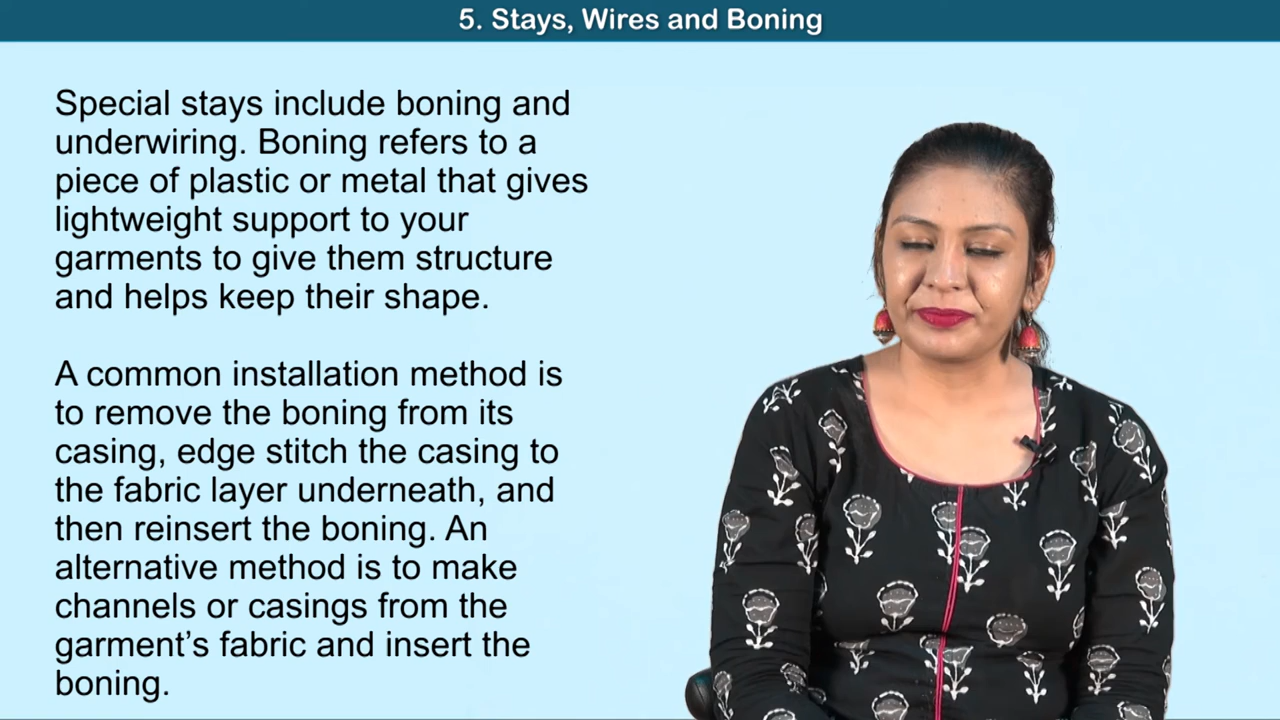 5. Stays, Wires and Boning
Special stays include boning and
underwiring. Boning refers to a
piece of plastic or metal that gives
lightweight support to your
garments to give them structure
and helps keep their shape.
A common installation method is
to remove the boning from its
casing, edge stitch the casing to
the fabric layer underneath, and
then reinsert the boning. An
alternative method is to make
channels or casings from the
garment’s fabric and insert the
boning.